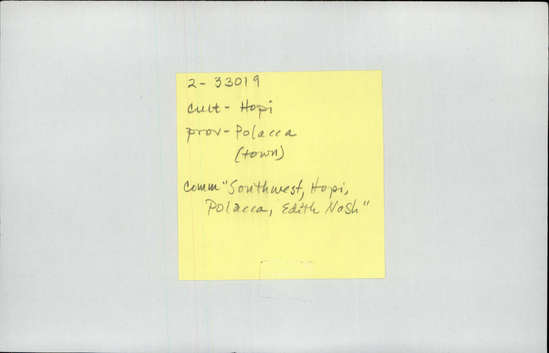 2-33019
cult- Hopi
prov- Polacca
(town)
comm "Southwest, Hopi,
Polacca, Edith Nash"